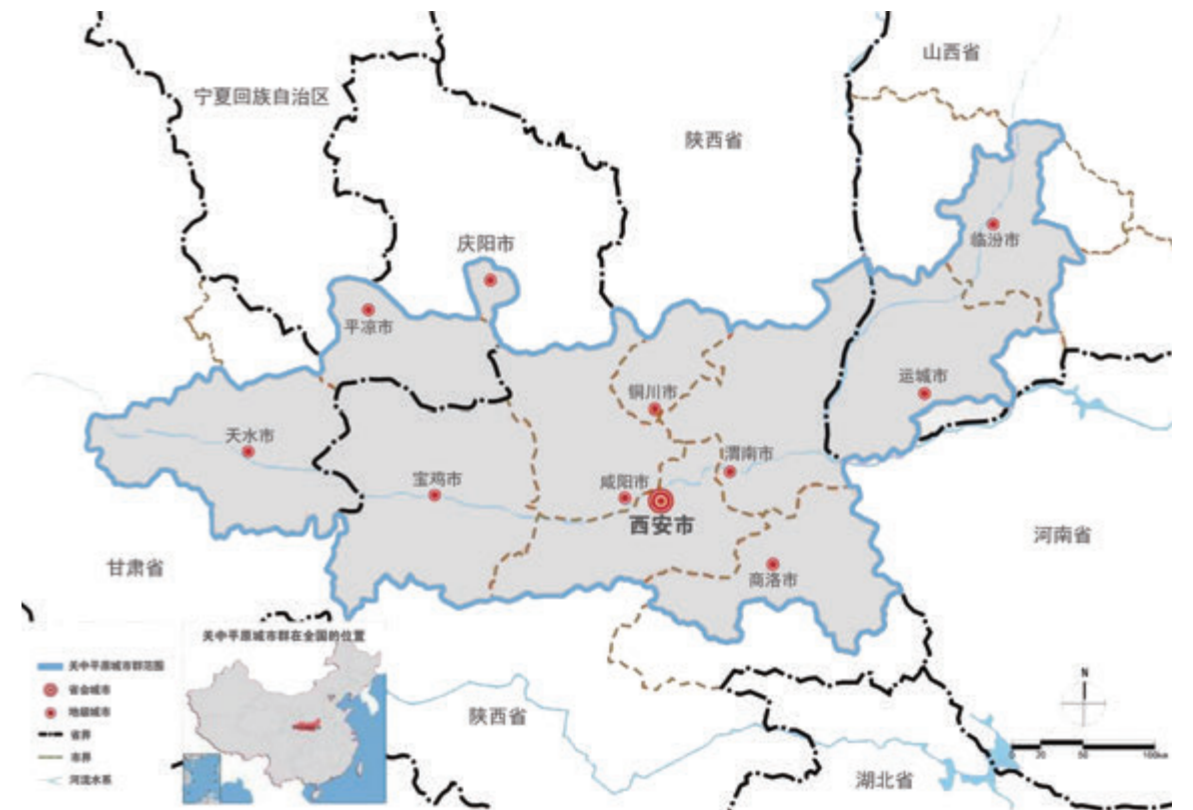 山西省
宁夏回族自治区
陕西省
临汾市
庆阳市
平凉市
运城市
铜川市
天水市
渭南市
宝鸡市
咸阳市
西安市
河南省
甘肃省
商洛市
关中平原城市群在全国的位置
关中平原城市群范围
省会城市
地级城市
省界
市界
河流水系
陕西省
湖北省
N
0
50
100km